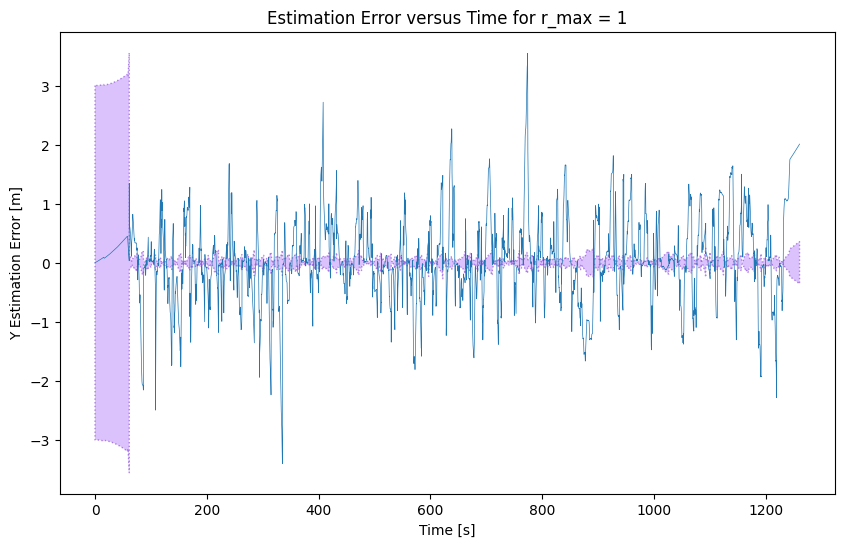 Estimation Error versus Time for r_max = 1
Y Estimation Error [m]
3
2
1
0
−1
−2
−3
0 200 400 600 800 1000 1200
Time [s]